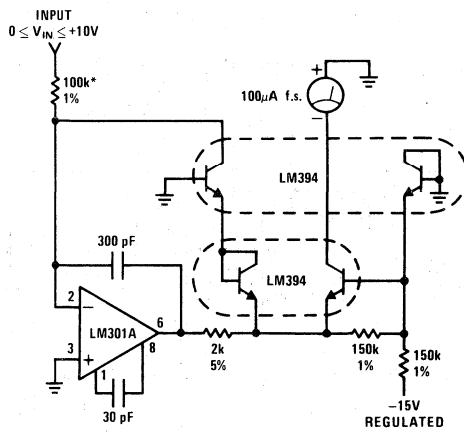 INPUT
0 ≤ VIN ≤ +10V
100k*
1%
+
100μA f.s.
−
LM394
300 pF
LM394
2
−
LM301A
6
3
+
8
1
30 pF
2k
5%
150k
1%
150k
1%
−15V
REGULATED